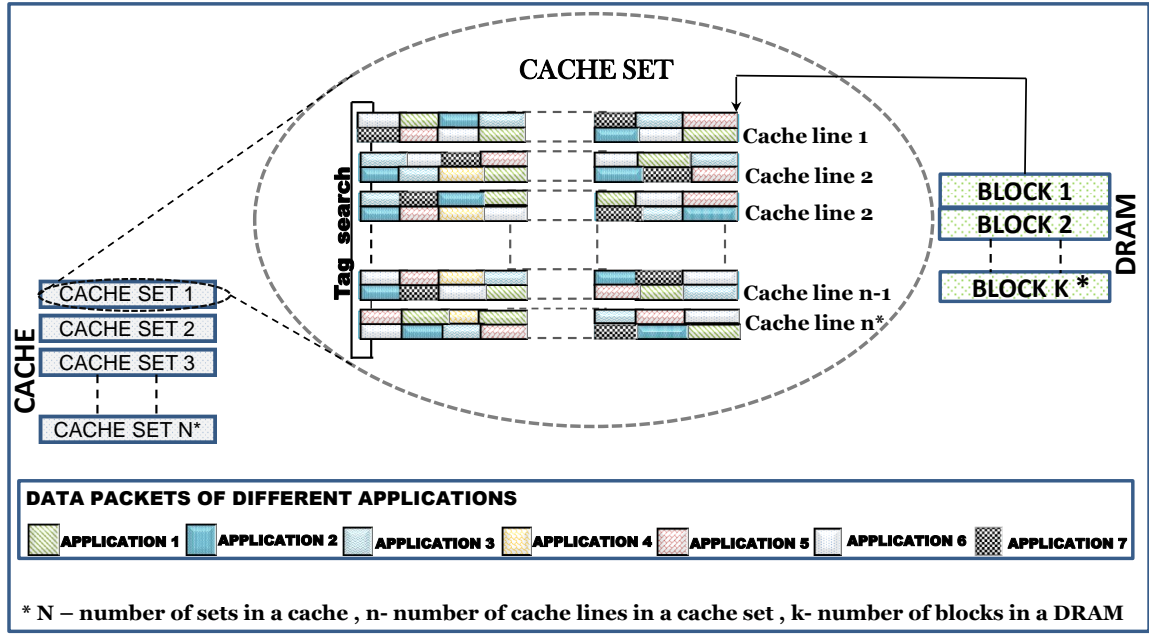 CACHE SET
Tag search
Cache line 1
Cache line 2
Cache line 2
Cache line n-1
Cache line n*
BLOCK 1
BLOCK 2
BLOCK K *
DRAM
CACHE
CACHE SET 1
CACHE SET 2
CACHE SET 3
CACHE SET N*
DATA PACKETS OF DIFFERENT APPLICATIONS
APPLICATION 1
APPLICATION 2
APPLICATION 3
APPLICATION 4
APPLICATION 5
APPLICATION 6
APPLICATION 7
* N – number of sets in a cache , n- number of cache lines in a cache set , k- number of blocks in a DRAM